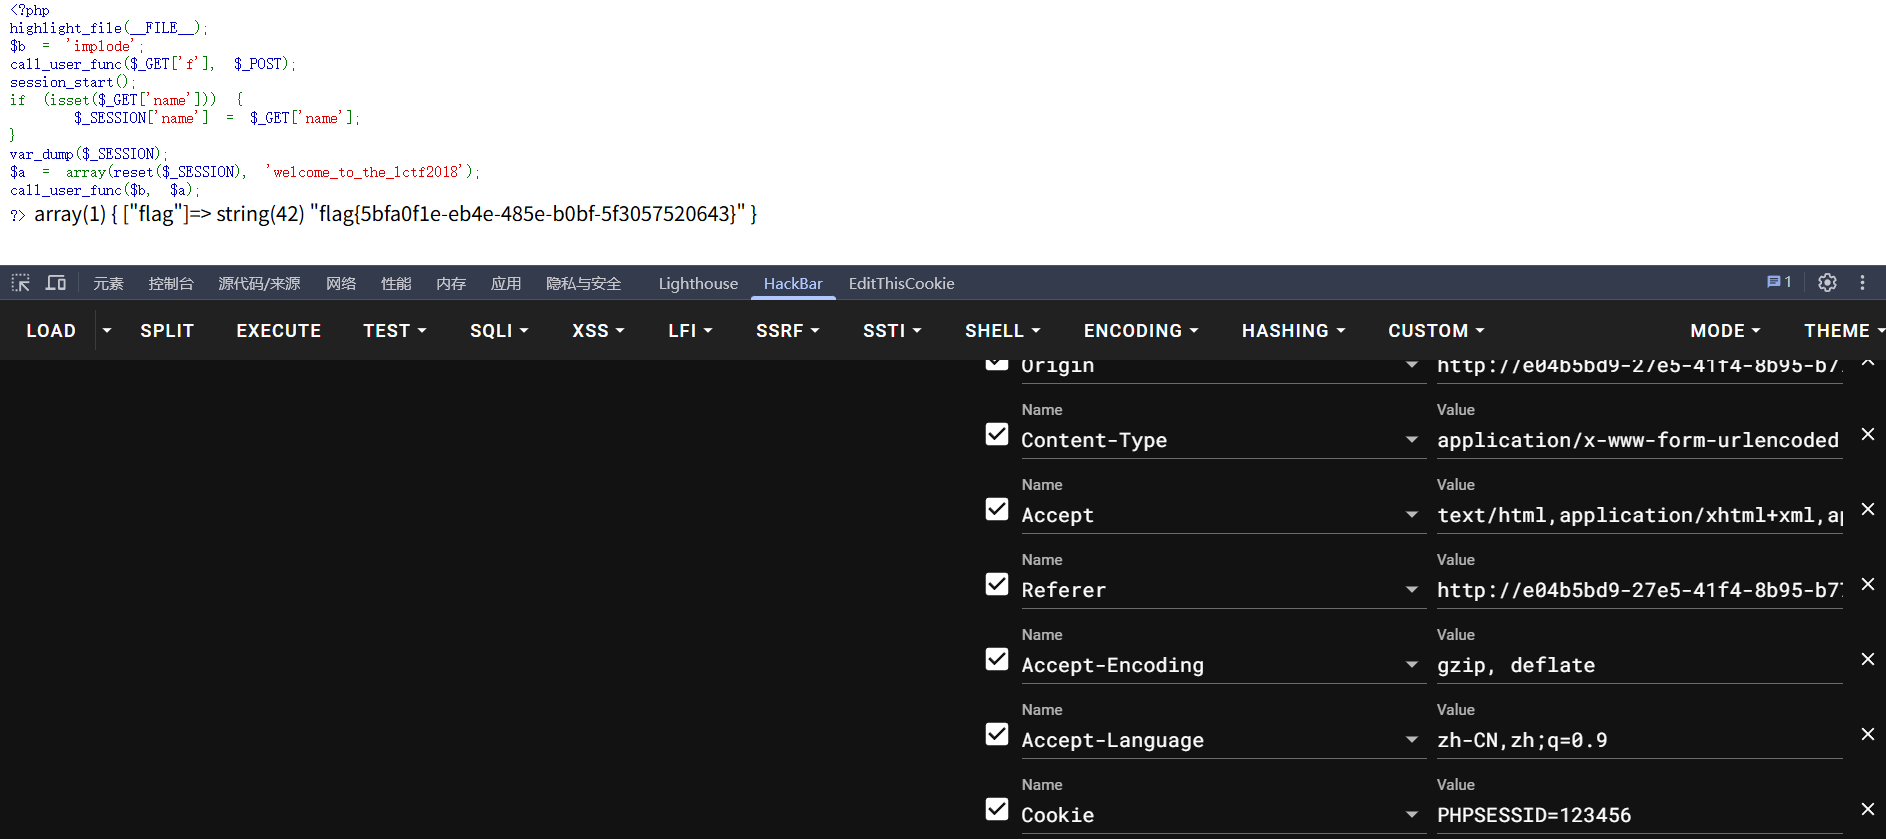 <?php
highlight_file(__FILE__);
$b = 'implode';
call_user_func($_GET['f'], $_POST);
session_start();
if (isset($_GET['name'])) {
$_SESSION['name'] = $_GET['name'];
}
var_dump($_SESSION);
$a = array(reset($_SESSION), 'welcome_to_the_lctf2018');
call_user_func($b, $a);
?> array(1) { ["flag"]=> string(42) "flag{5bfa0f1e-eb4e-485e-b0bf-5f3057520643}" }
元素 控制台 源代码/来源 网络 性能 内存 应用 隐私与安全 Lighthouse HackBar EditThisCookie 1
LOAD SPLIT EXECUTE TEST SQLI XSS LFI SSRF SSTI SHELL ENCODING HASHING CUSTOM MODE THEME
Origin http://e04b5bd9-27e5-41f4-8b95-b7
Name Value
Content-Type application/x-www-form-urlencoded
Name Value
Accept text/html,application/xhtml+xml,ap
Name Value
Referer http://e04b5bd9-27e5-41f4-8b95-b77
Name Value
Accept-Encoding gzip, deflate
Name Value
Accept-Language zh-CN,zh;q=0.9
Name Value
Cookie PHPSESSID=123456